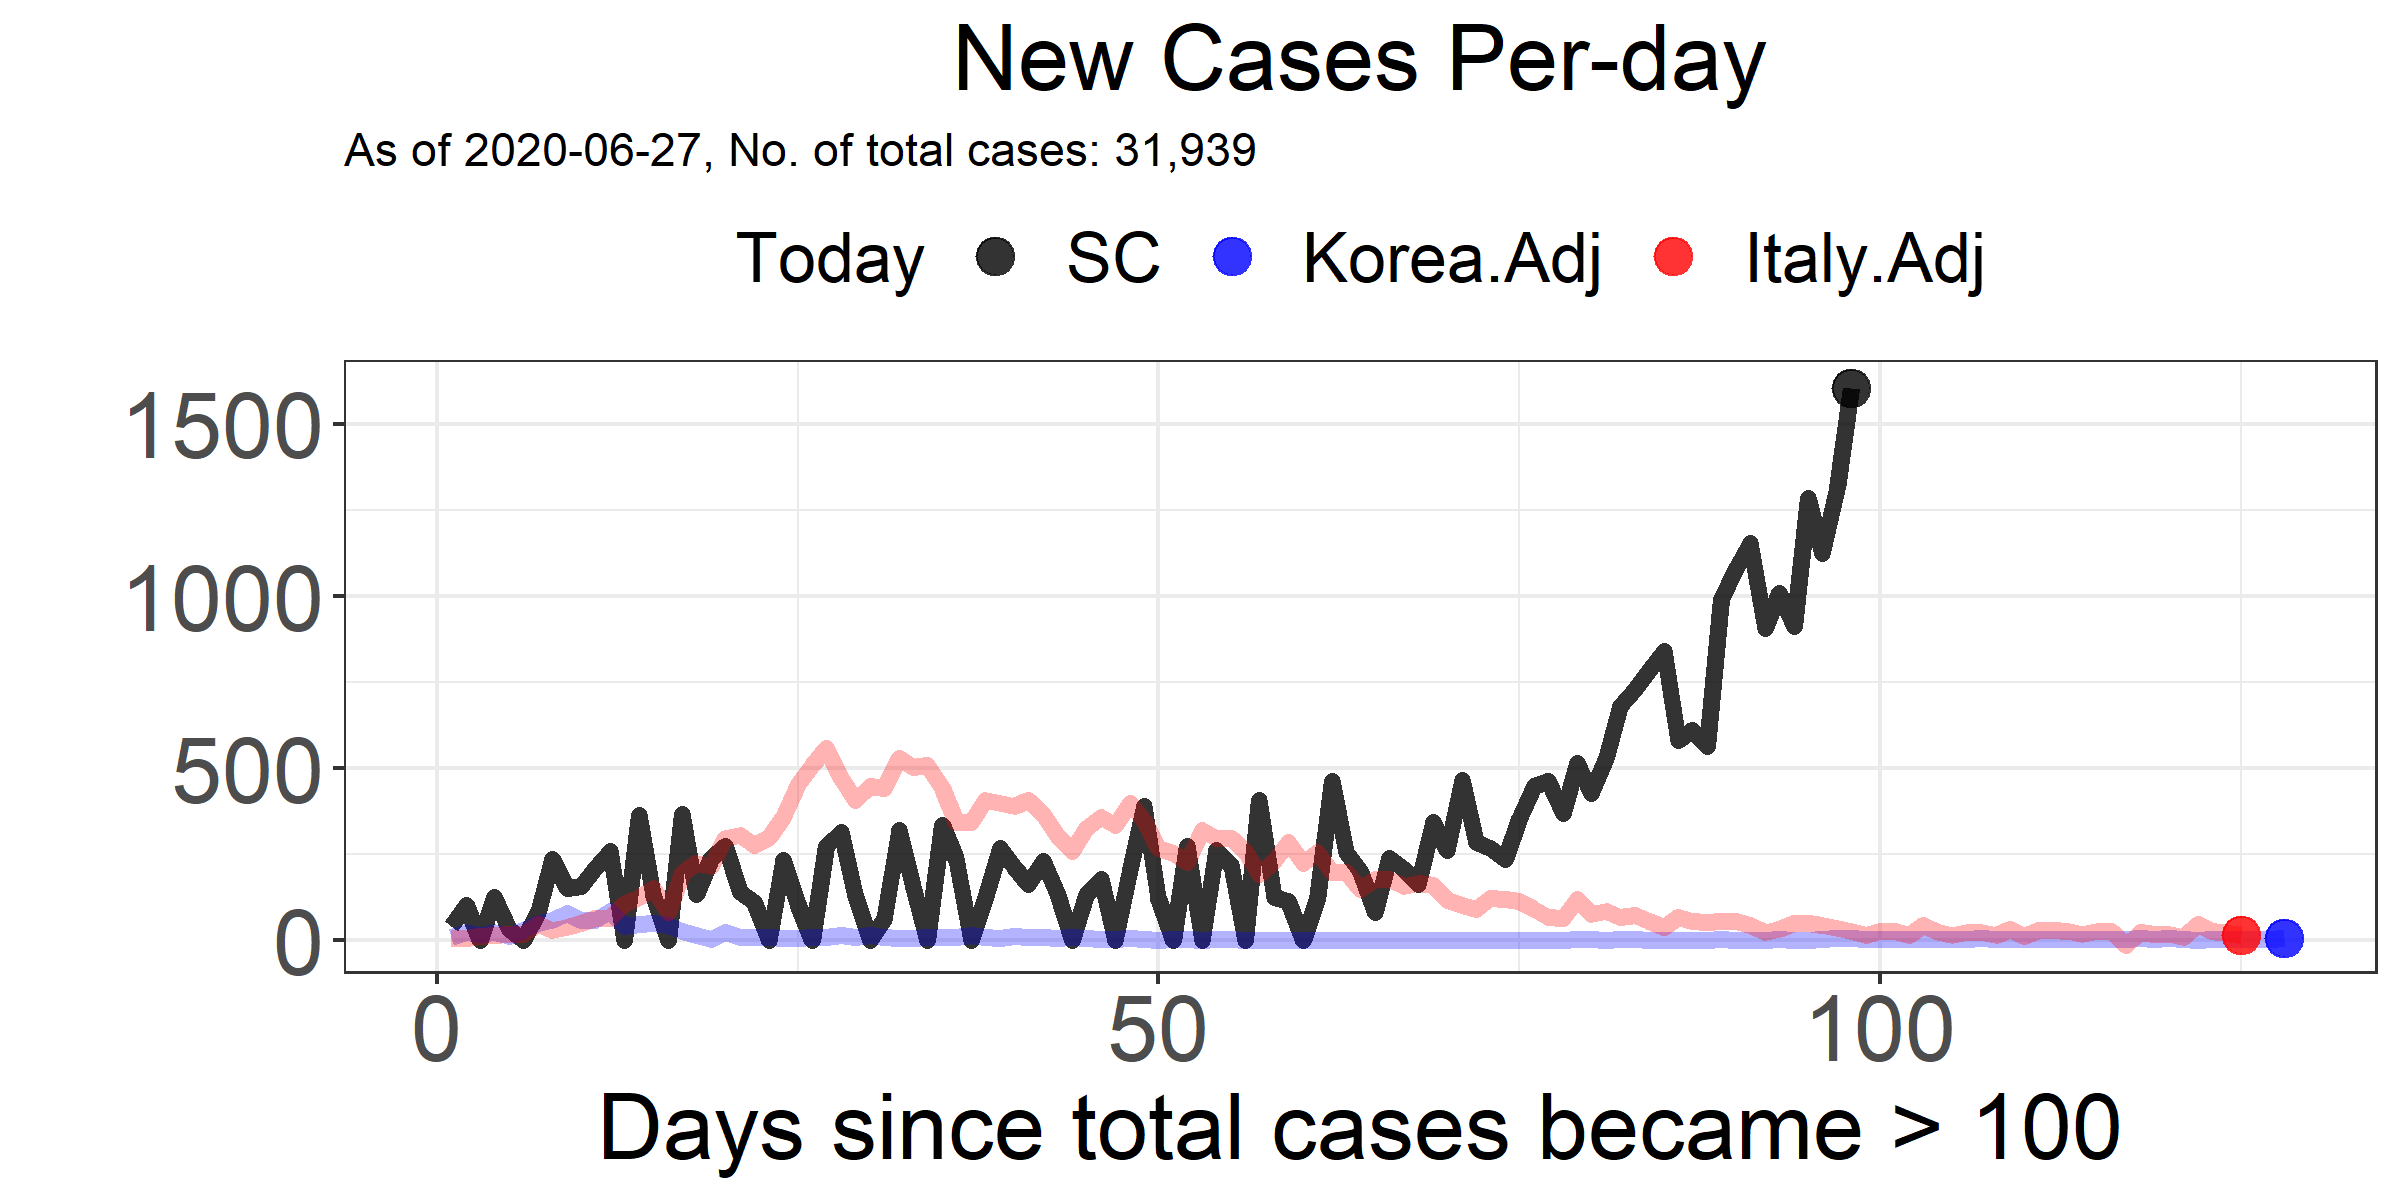 New Cases Per-day
As of 2020-06-27, No. of total cases: 31,939
Today SC Korea.Adj Italy.Adj
1500
1000
500
0
0 50 100
Days since total cases became > 100